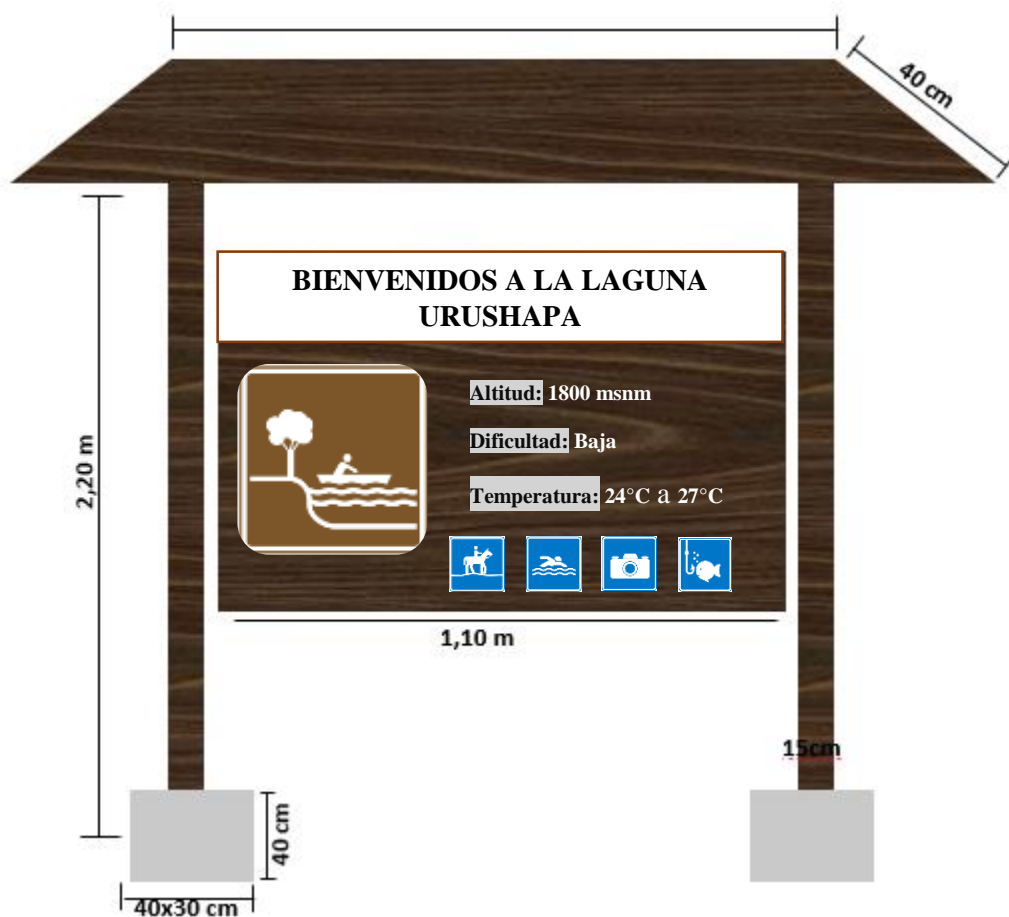 40 cm
BIENVENIDOS A LA LAGUNA
URUSHAPA
Altitud: 1800 msnm
Dificultad: Baja
Temperatura: 24°C a 27°C
2,20 m
1,10 m
15cm
40 cm
40x30 cm